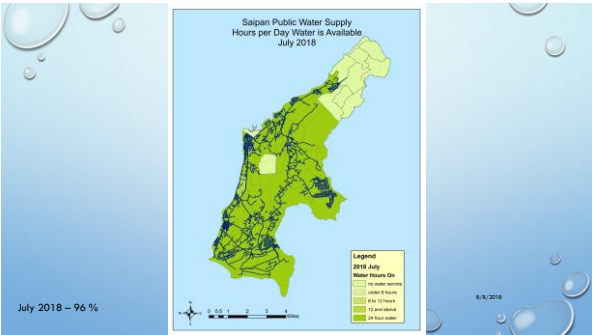 Saipan Public Water Supply
Hours per Day Water is Available
July 2018
Legend
2018 July
Water Hours On
no water service
under 6 hours
6 to 12 hours
12 and above
24 hour water
0 0.5 1 2 3 4
Miles
July 2018 – 96 %
8/8/2018